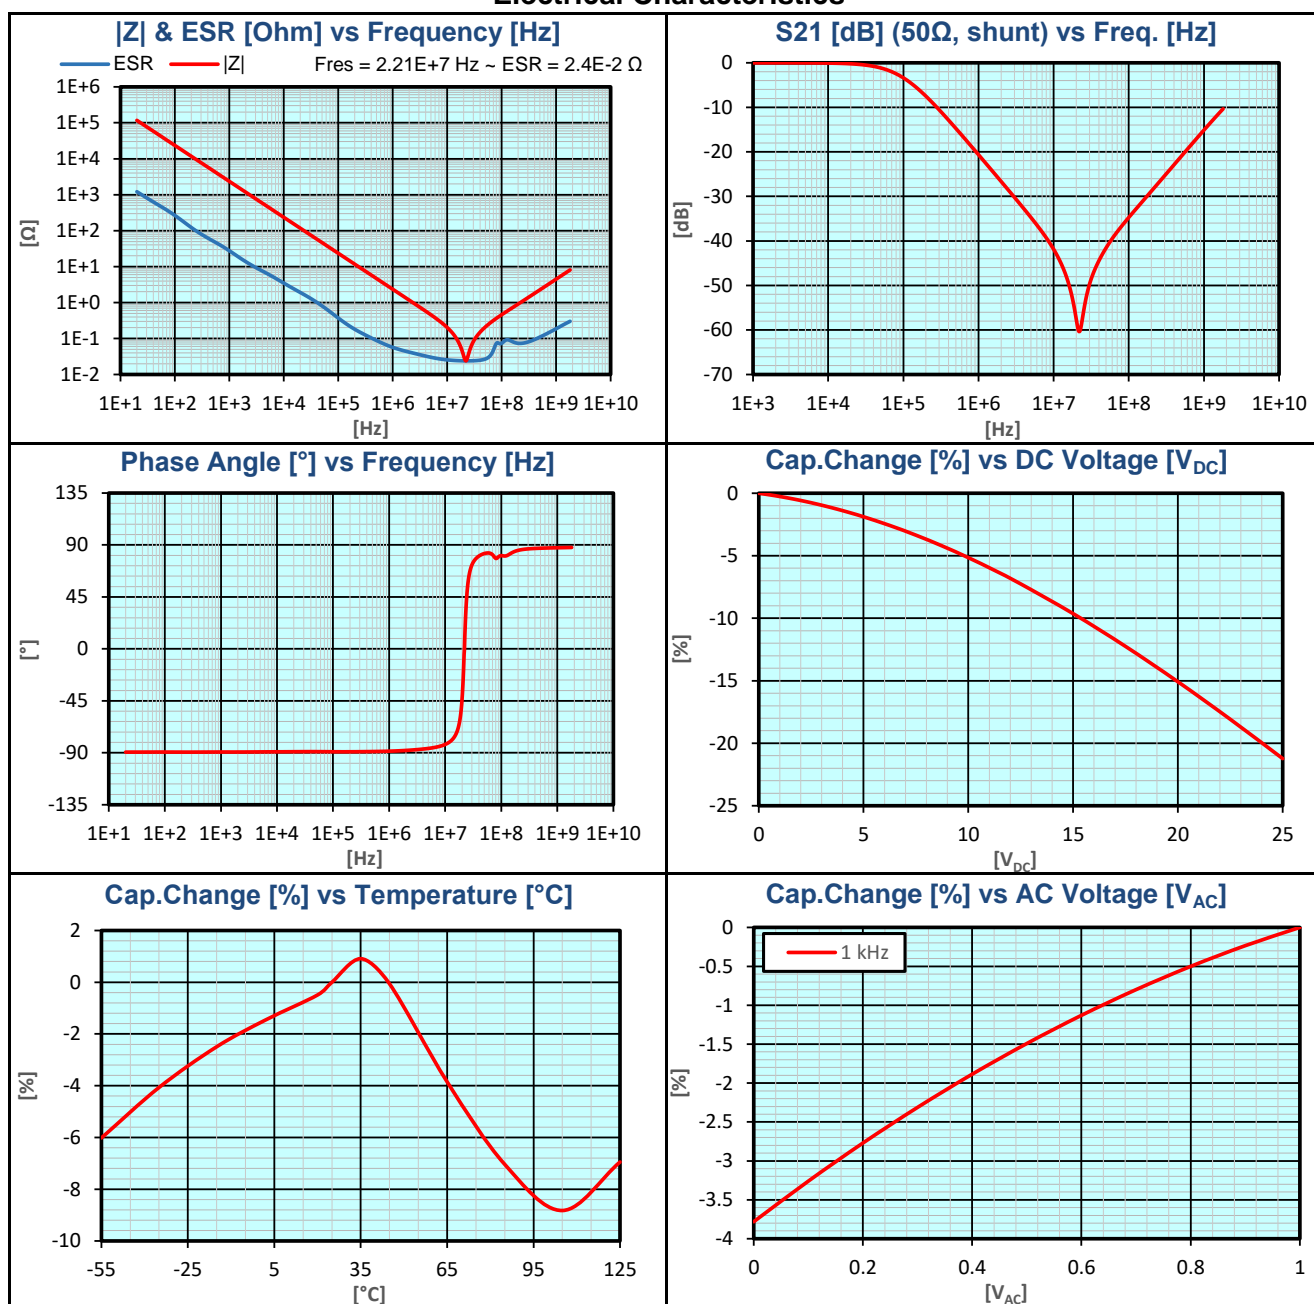 Electrical Characteristics
|Z| & ESR [Ohm] vs Frequency [Hz]
ESR |Z| Fres = 2.21E+7 Hz ~ ESR = 2.4E-2 Ω
1E+6
1E+5
1E+4
1E+3
1E+2
1E+1
1E+0
1E-1
1E-2
[Ω]
1E+1 1E+2 1E+3 1E+4 1E+5 1E+6 1E+7 1E+8 1E+9 1E+10
[Hz]
S21 [dB] (50Ω, shunt) vs Freq. [Hz]
0
-10
-20
-30
-40
-50
-60
-70
[dB]
1E+3 1E+4 1E+5 1E+6 1E+7 1E+8 1E+9 1E+10
[Hz]
Phase Angle [°] vs Frequency [Hz]
135
90
45
0
-45
-90
-135
[°]
1E+1 1E+2 1E+3 1E+4 1E+5 1E+6 1E+7 1E+8 1E+9 1E+10
[Hz]
Cap.Change [%] vs DC Voltage [VDC]
0
-5
-10
-15
-20
-25
[%]
0 5 10 15 20 25
[VDC]
Cap.Change [%] vs Temperature [°C]
2
0
-2
-4
-6
-8
-10
[%]
-55 -25 5 35 65 95 125
[°C]
Cap.Change [%] vs AC Voltage [VAC]
1 kHz
0
-0.5
-1
-1.5
-2
-2.5
-3
-3.5
-4
[%]
0 0.2 0.4 0.6 0.8 1
[VAC]